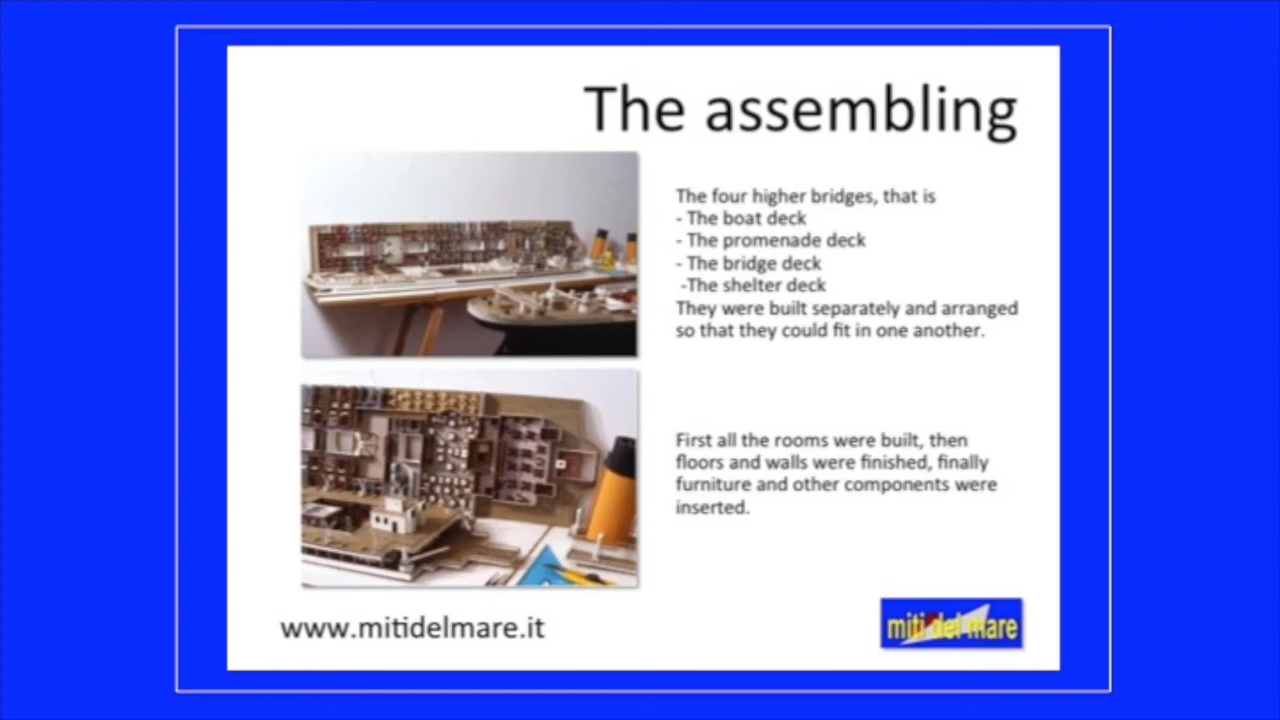 The assembling
The four higher bridges, that is
- The boat deck
- The promenade deck
- The bridge deck
-The shelter deck
They were built separately and arranged
so that they could fit in one another.
First all the rooms were built, then
floors and walls were finished, finally
furniture and other components were
inserted.
www.mitidelmare.it
miti del mare